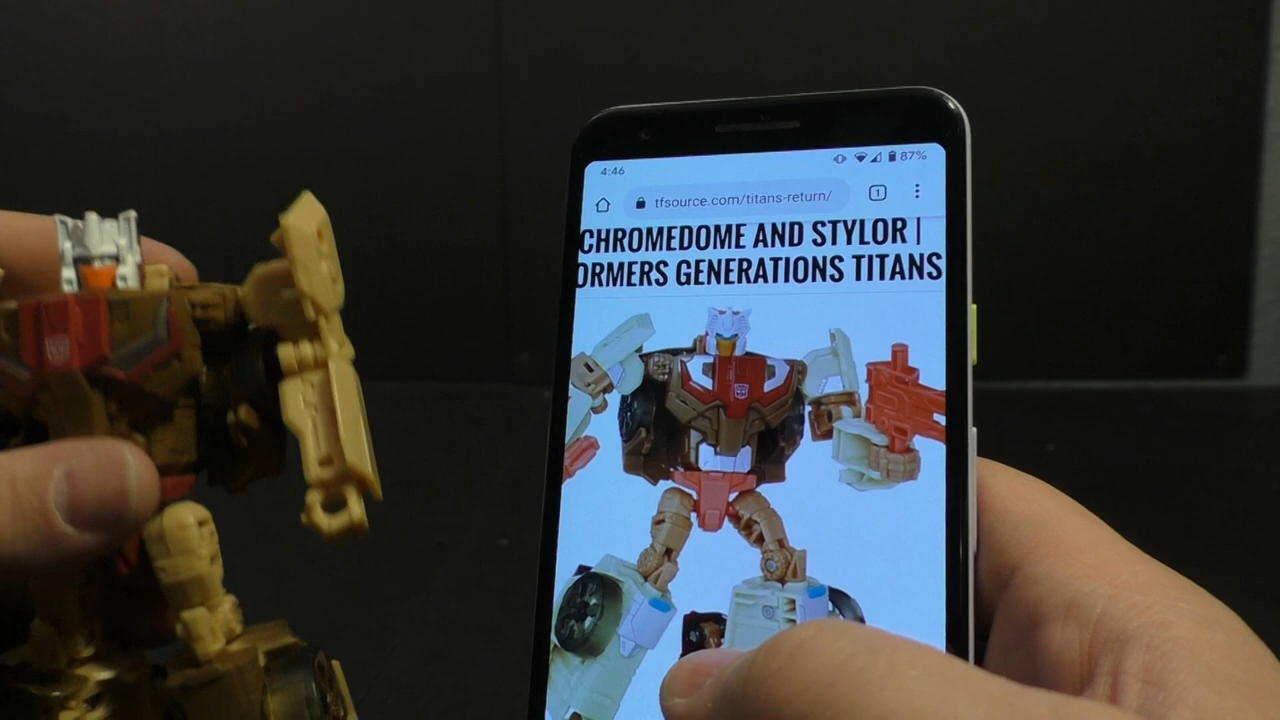 4:46
87%
tfsource.com/titans-return/
1
CHROMEDOME AND STYLOR |
ORMERS GENERATIONS TITANS